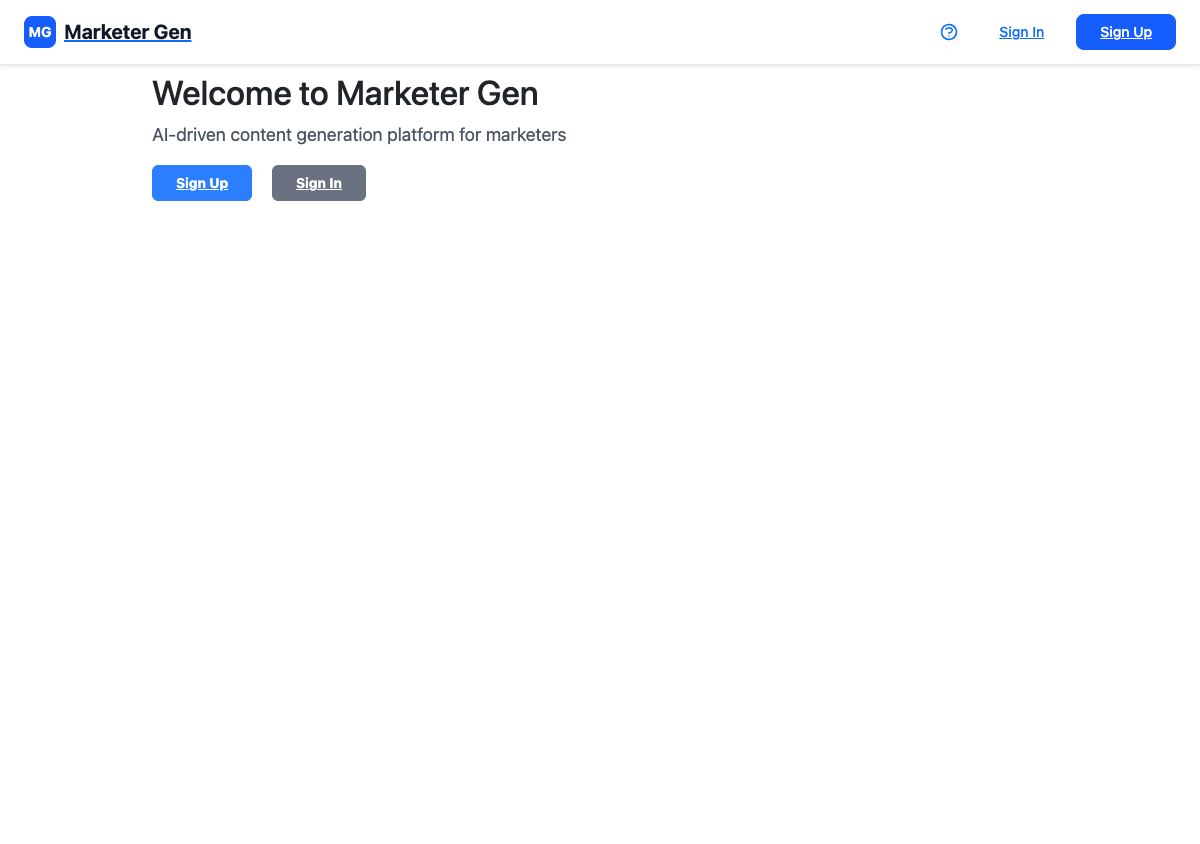 MG Marketer Gen Sign In Sign Up
Welcome to Marketer Gen
AI-driven content generation platform for marketers
Sign Up Sign In